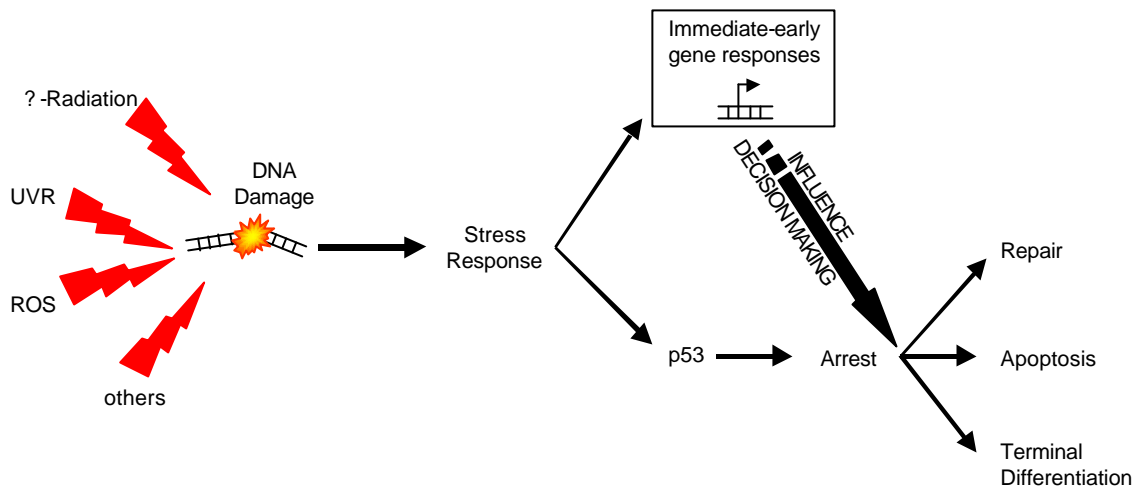 ? -Radiation
UVR
ROS
others
DNA
Damage
Stress
Response
Immediate-early
gene responses
INFLUENCE
DECISION MAKING
p53
Arrest
Repair
Apoptosis
Terminal
Differentiation